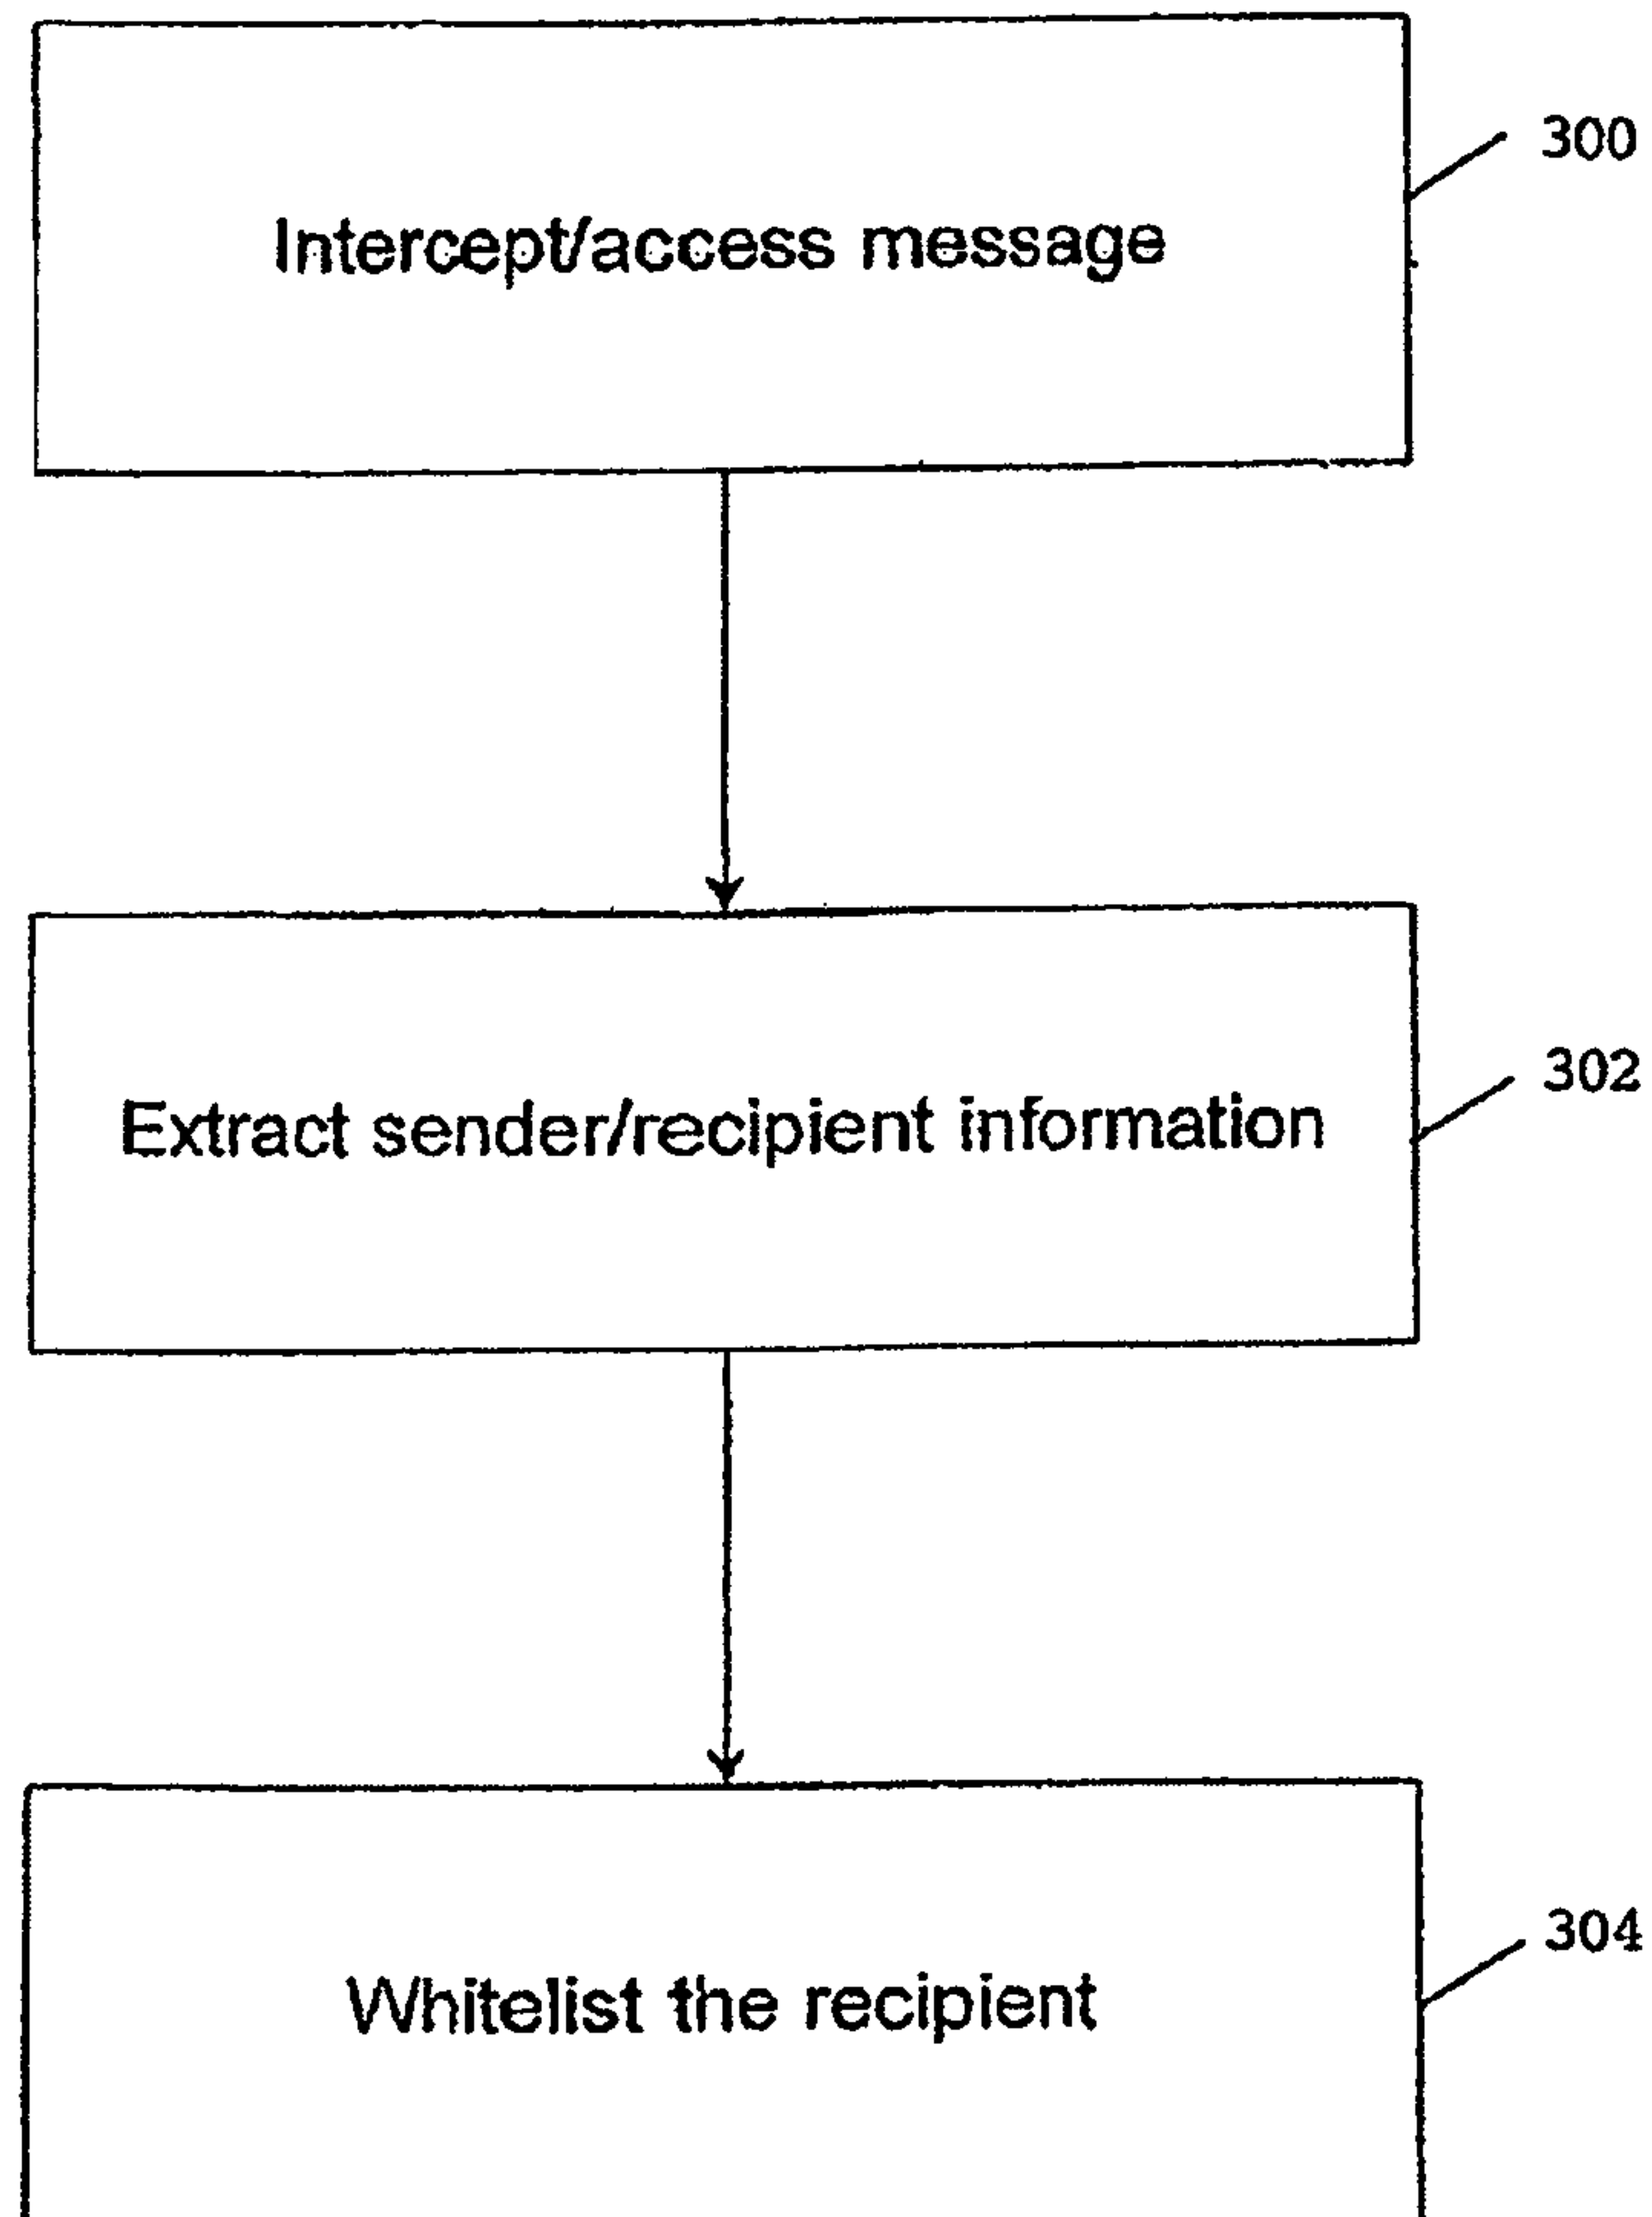 300
Intercept/access message
302
Extract sender/recipient information
304
Whitelist the recipient